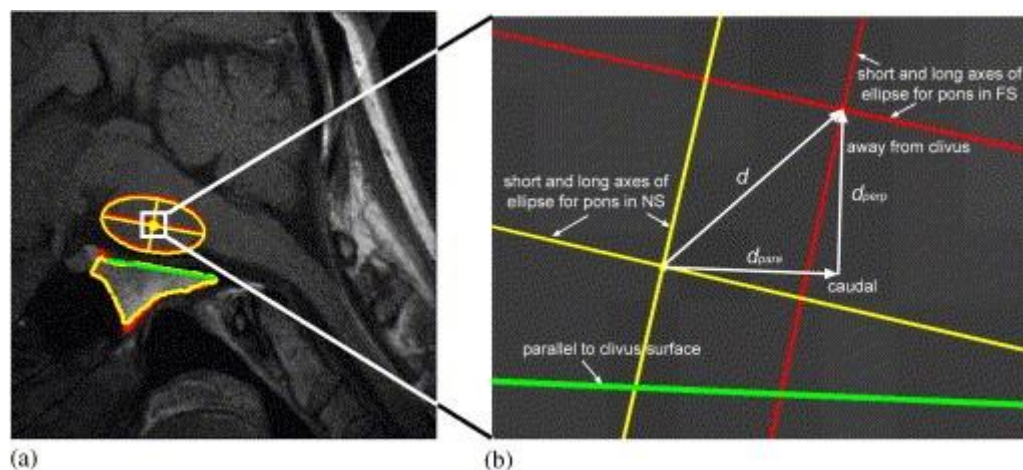 short and long axes of
ellipse for pons in FS
away from clivus
short and long axes of
ellipse for pons in NS
d
dperp
dpara
caudal
parallel to clivus surface
(a)
(b)